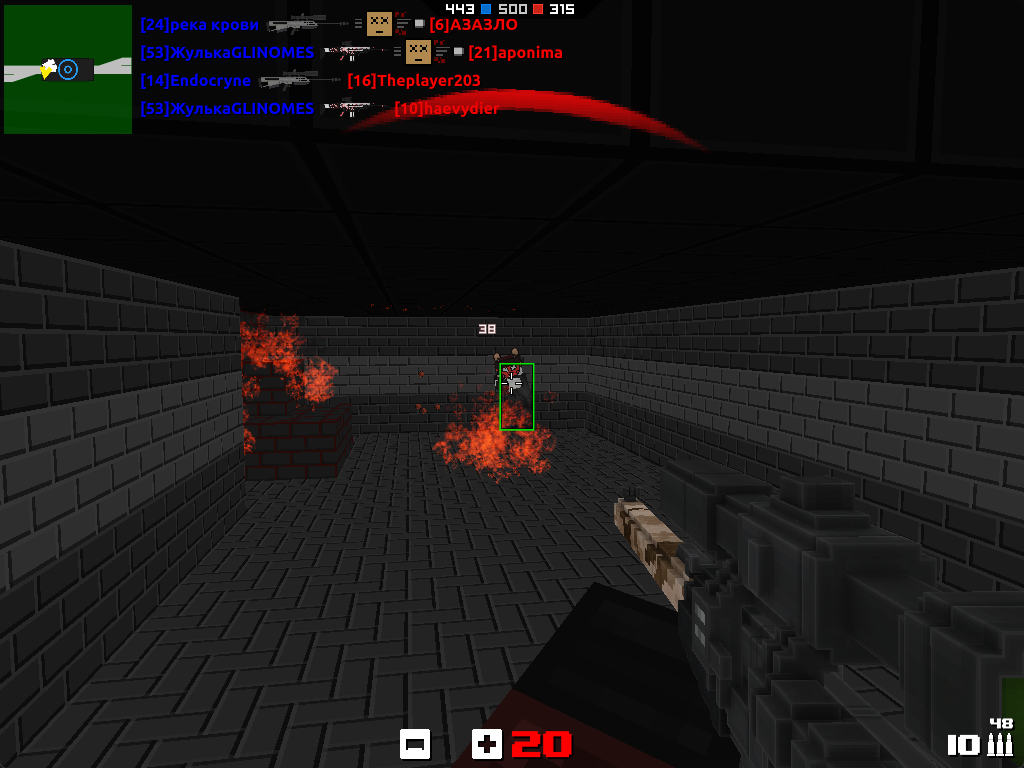 443 500 315
[24]река крови [6]АЗАЗЛО
[53]ЖулькаGLINOMES [21]aponima
[14]Endocryne [16]Theplayer203
[53]ЖулькаGLINOMES [10]haevydier
38
20
48
10